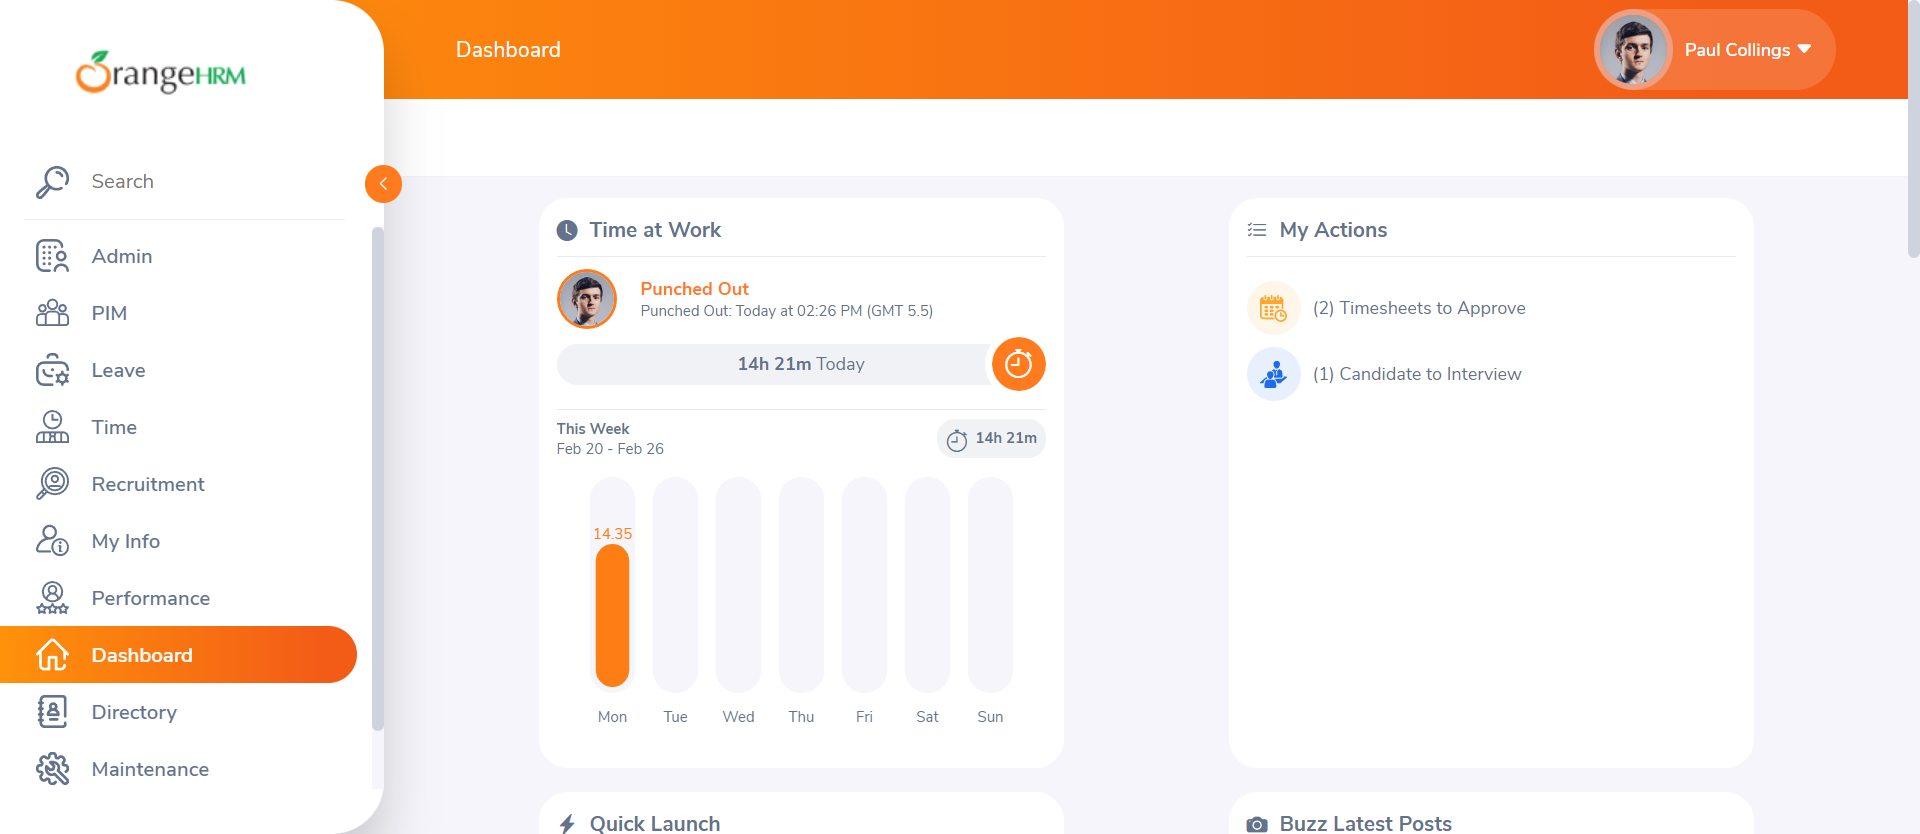 OrangeHRM
Search
Admin
PIM
Leave
Time
Recruitment
My Info
Performance
Dashboard
Directory
Maintenance
Dashboard
Paul Collings
Time at Work
Punched Out
Punched Out: Today at 02:26 PM (GMT 5.5)
14h 21m Today
This Week
Feb 20 - Feb 26
14h 21m
14.35
Mon Tue Wed Thu Fri Sat Sun
My Actions
(2) Timesheets to Approve
(1) Candidate to Interview
Quick Launch
Buzz Latest Posts